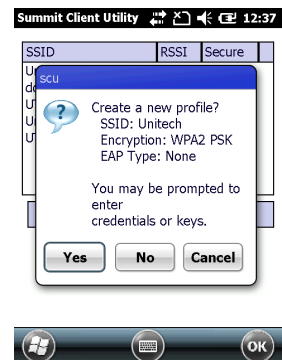 Summit Client Utility 12:37
SSID RSSI Secure
scu
Create a new profile?
SSID: Unitech
Encryption: WPA2 PSK
EAP Type: None
You may be prompted to
enter
credentials or keys.
Yes No Cancel
OK